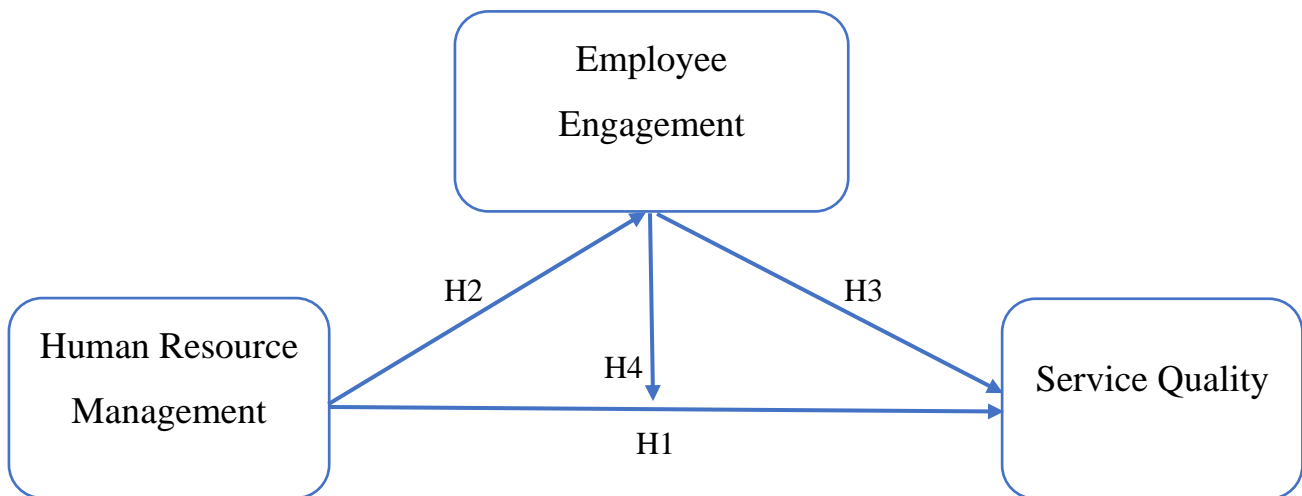 Employee
Engagement
H2
H3
Human Resource
Management
H4
Service Quality
H1